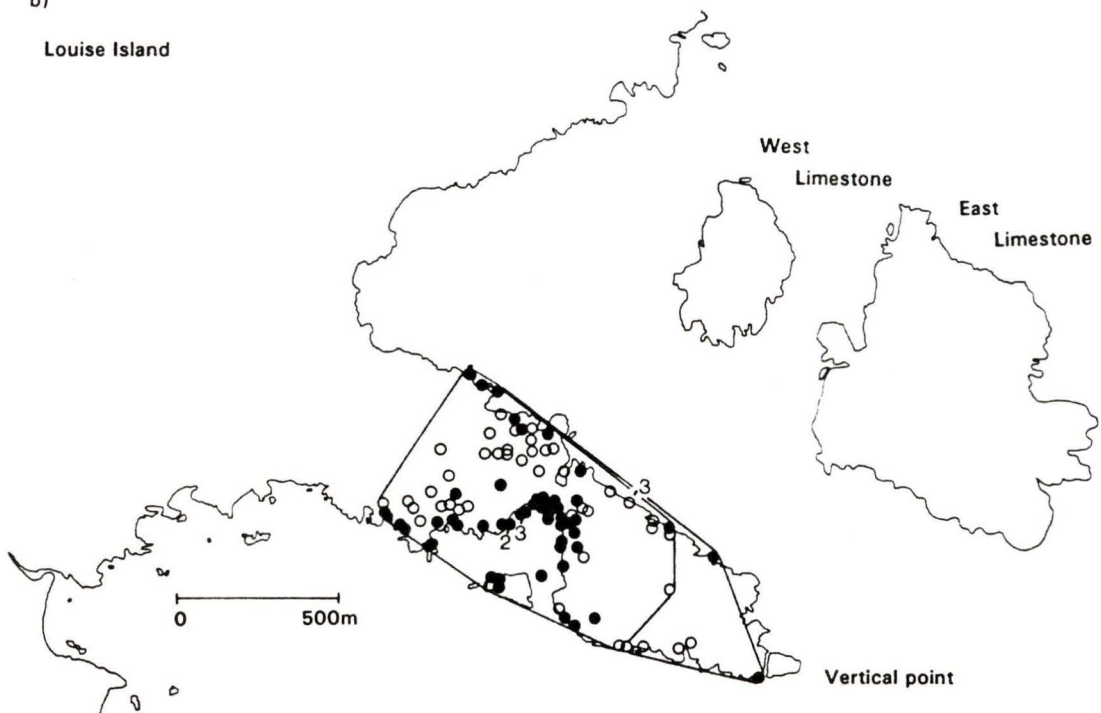 b)
Louise Island
West
Limestone
East
Limestone
3
2 3
0 500m
Vertical point